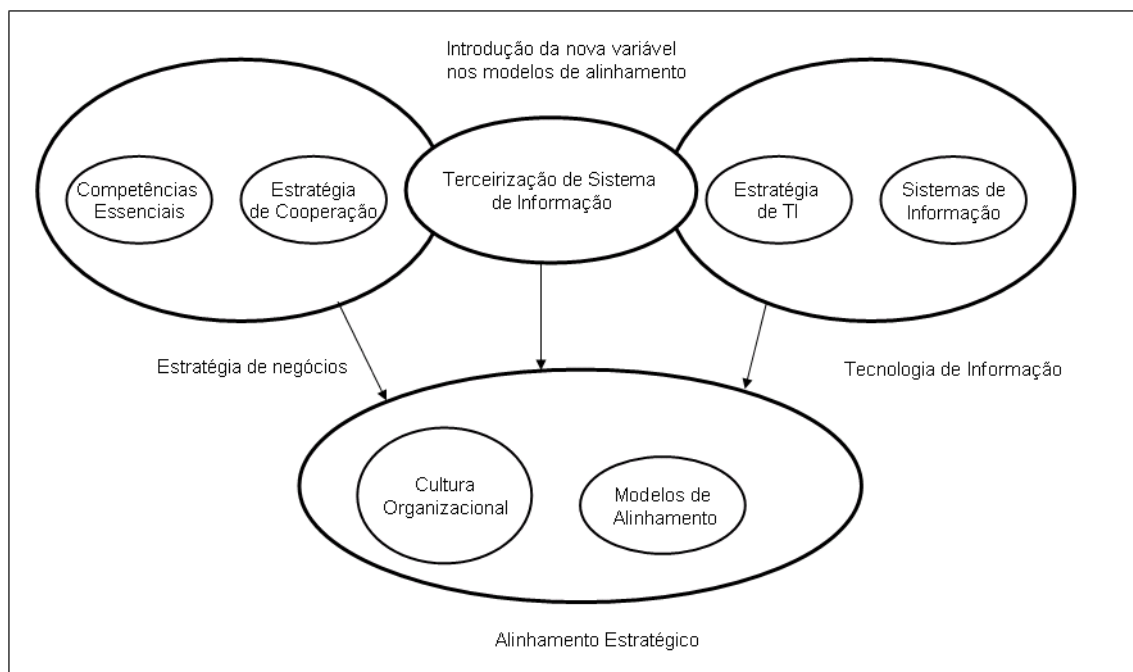 Introdução da nova variável
nos modelos de alinhamento
Competências
Essenciais
Estratégia
de Cooperação
Terceirização de Sistema
de Informação
Estratégia
de TI
Sistemas de
Informação
Estratégia de negócios
Tecnologia de Informação
Cultura
Organizacional
Modelos de
Alinhamento
Alinhamento Estratégico